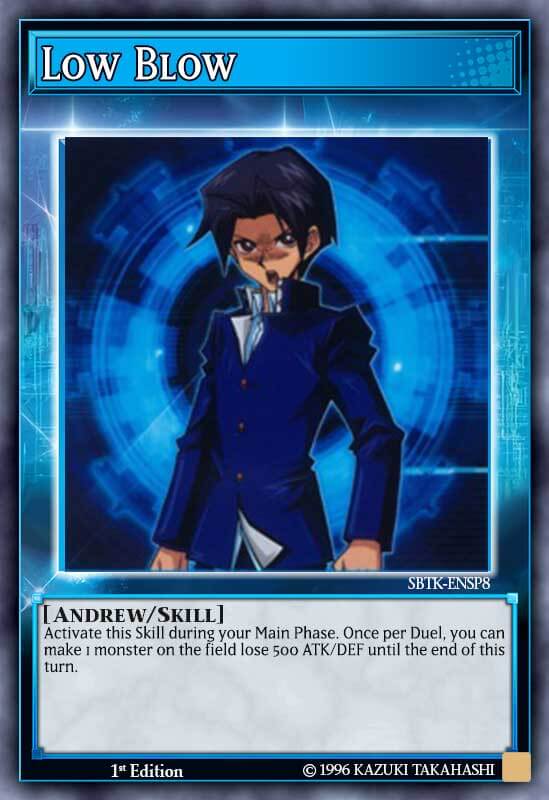 Low Blow
SBTK-ENSP8
[Andrew/Skill]
Activate this Skill during your Main Phase. Once per Duel, you can
make 1 monster on the field lose 500 ATK/DEF until the end of this
turn.
1st Edition
© 1996 KAZUKI TAKAHASHI